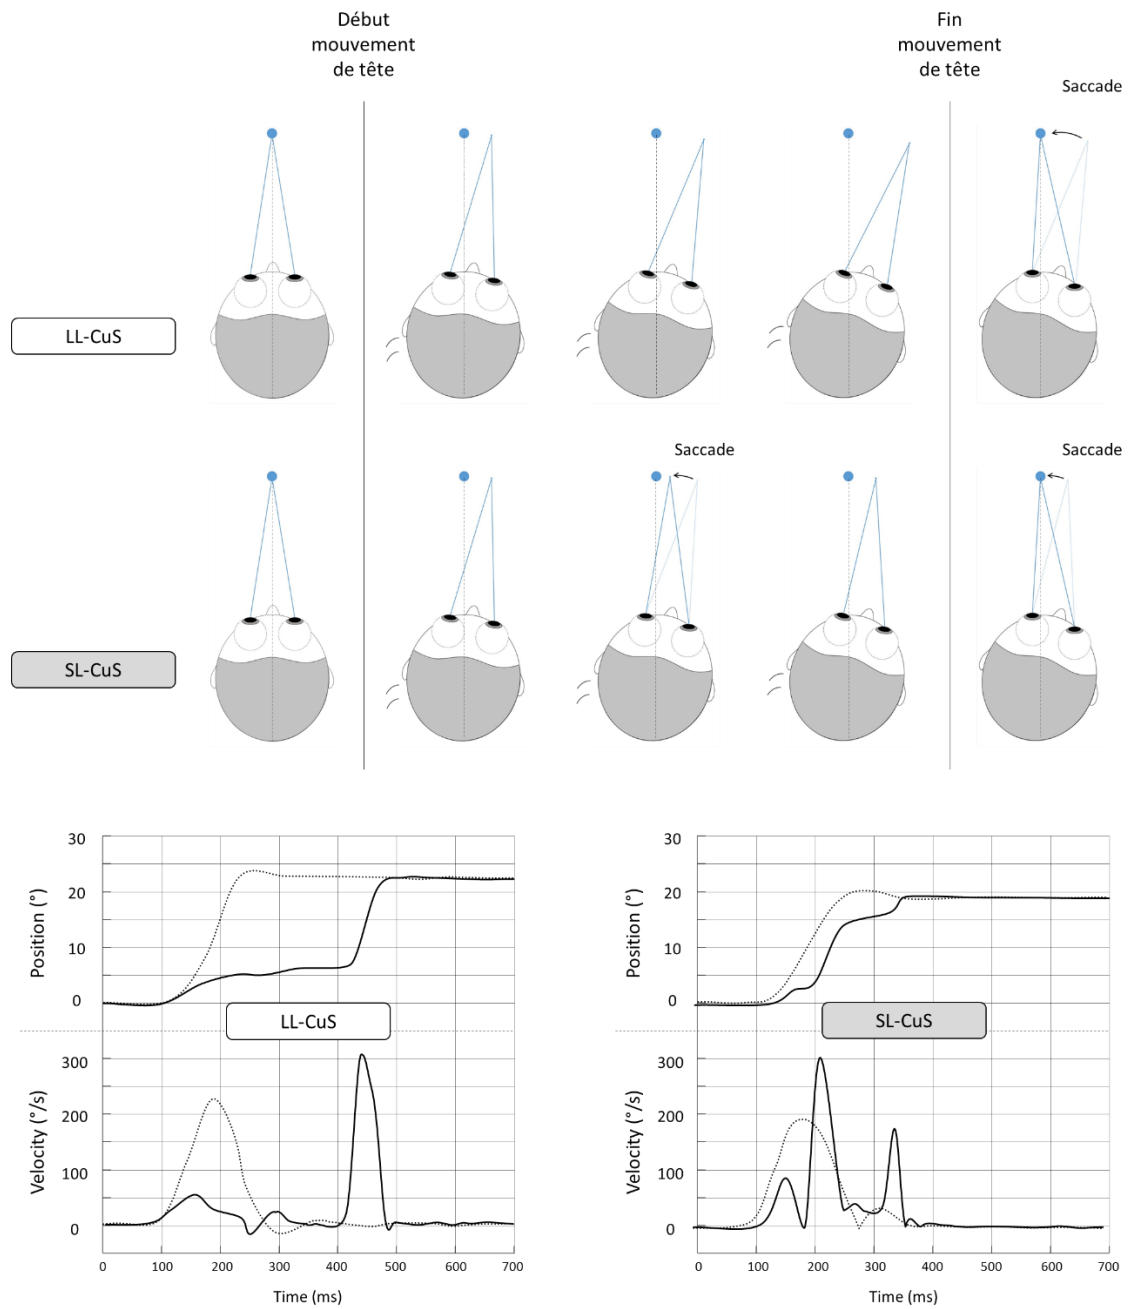 Début
mouvement
de tête
Fin
mouvement
de tête
Saccade
LL-CuS
Saccade
Saccade
SL-CuS
30
20
10
0
Position (°)
LL-CuS
300
200
100
0
Velocity (°/s)
0 100 200 300 400 500 600 700
Time (ms)
30
20
10
0
Position (°)
SL-CuS
300
200
100
0
Velocity (°/s)
0 100 200 300 400 500 600 700
Time (ms)